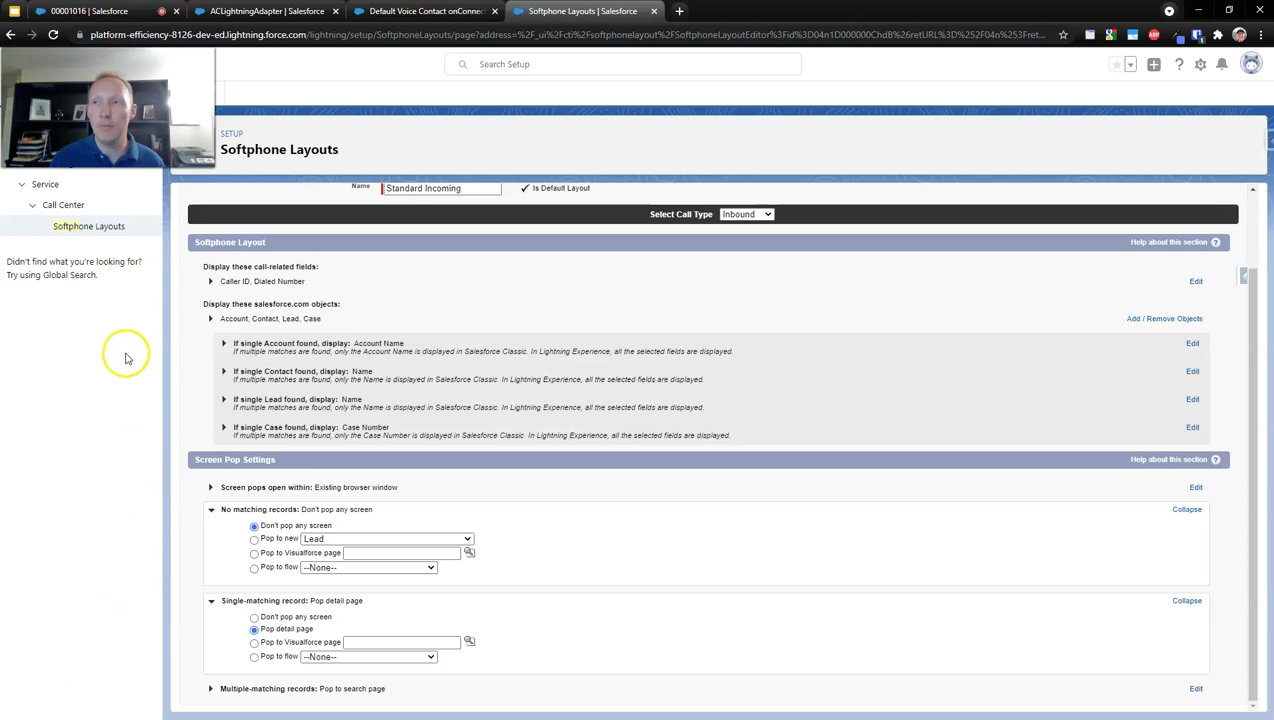 00001016 | Salesforce
ACLightningAdapter | Salesforce
Default Voice Contact onConnec
Softphone Layouts | Salesforce
platform-efficiency-8126-dev-ed.lightning.force.com/lightning/setup/SoftphoneLayouts/page?address=%2F_ui%2Fcti%2Fsoftphonelayout%2FSoftphoneLayoutEditor%3Fid%3D04n1D000000ChdB%26retURL%3D%252F04n%253Fret...
Search Setup
SETUP
Softphone Layouts
Service
Call Center
Softphone Layouts
Didn't find what you're looking for?
Try using Global Search.
Name Standard Incoming Is Default Layout
Select Call Type Inbound
Softphone Layout Help about this section ?
Display these call-related fields:
Caller ID, Dialed Number Edit
Display these salesforce.com objects:
Account, Contact, Lead, Case Add / Remove Objects
If single Account found, display: Account Name Edit
If multiple matches are found, only the Account Name is displayed in Salesforce Classic. In Lightning Experience, all the selected fields are displayed.
If single Contact found, display: Name Edit
If multiple matches are found, only the Name is displayed in Salesforce Classic. In Lightning Experience, all the selected fields are displayed.
If single Lead found, display: Name Edit
If multiple matches are found, only the Name is displayed in Salesforce Classic. In Lightning Experience, all the selected fields are displayed.
If single Case found, display: Case Number Edit
If multiple matches are found, only the Case Number is displayed in Salesforce Classic. In Lightning Experience, all the selected fields are displayed.
Screen Pop Settings Help about this section ?
Screen pops open within: Existing browser window Edit
No matching records: Don't pop any screen Collapse
Don't pop any screen
Pop to new Lead
Pop to Visualforce page
Pop to flow --None--
Single-matching record: Pop detail page Collapse
Don't pop any screen
Pop detail page
Pop to Visualforce page
Pop to flow --None--
Multiple-matching records: Pop to search page Edit